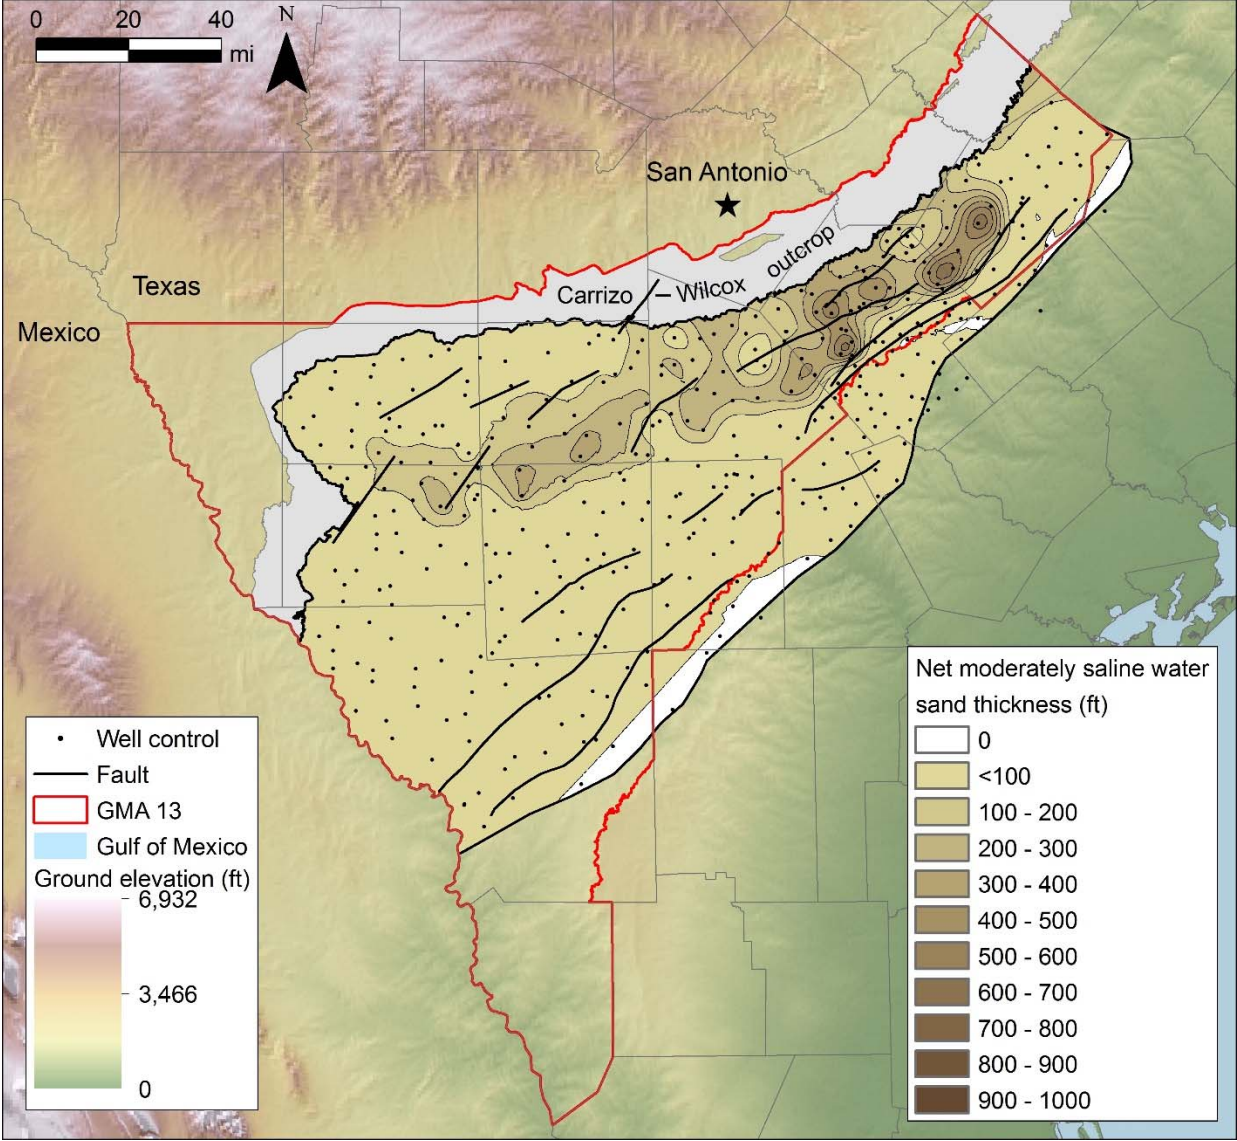 0 20 40
mi
N
San Antonio
Texas
Mexico
Carrizo – Wilcox outcrop
Well control
Fault
GMA 13
Gulf of Mexico
Ground elevation (ft)
6,932
3,466
0
Net moderately saline water
sand thickness (ft)
0
<100
100 - 200
200 - 300
300 - 400
400 - 500
500 - 600
600 - 700
700 - 800
800 - 900
900 - 1000